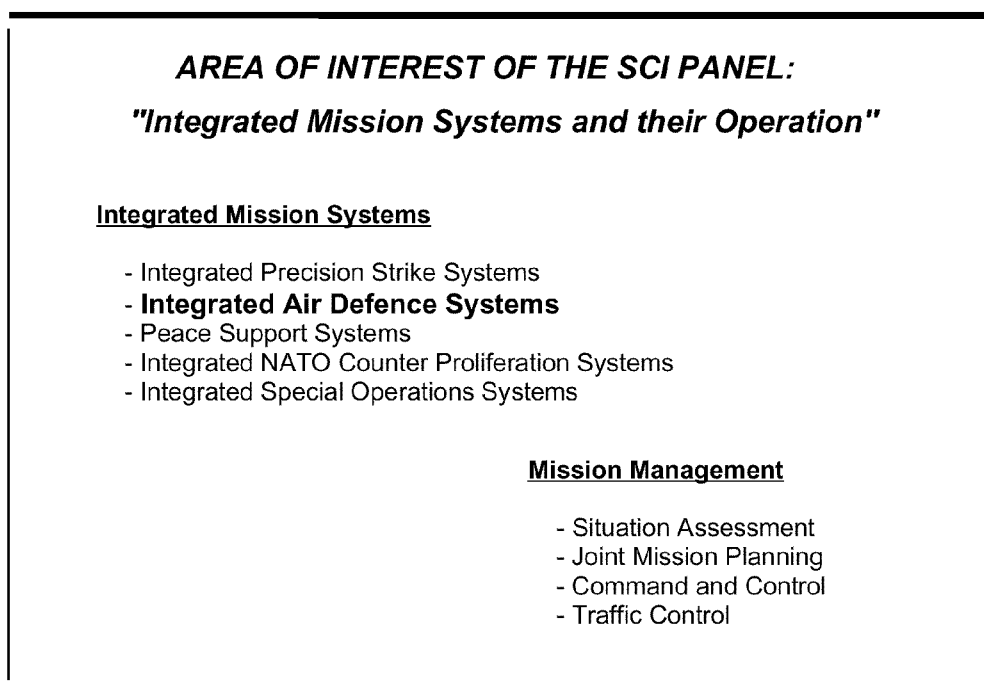 AREA OF INTEREST OF THE SCI PANEL:
"Integrated Mission Systems and their Operation"
Integrated Mission Systems
- Integrated Precision Strike Systems
- Integrated Air Defence Systems
- Peace Support Systems
- Integrated NATO Counter Proliferation Systems
- Integrated Special Operations Systems
Mission Management
- Situation Assessment
- Joint Mission Planning
- Command and Control
- Traffic Control